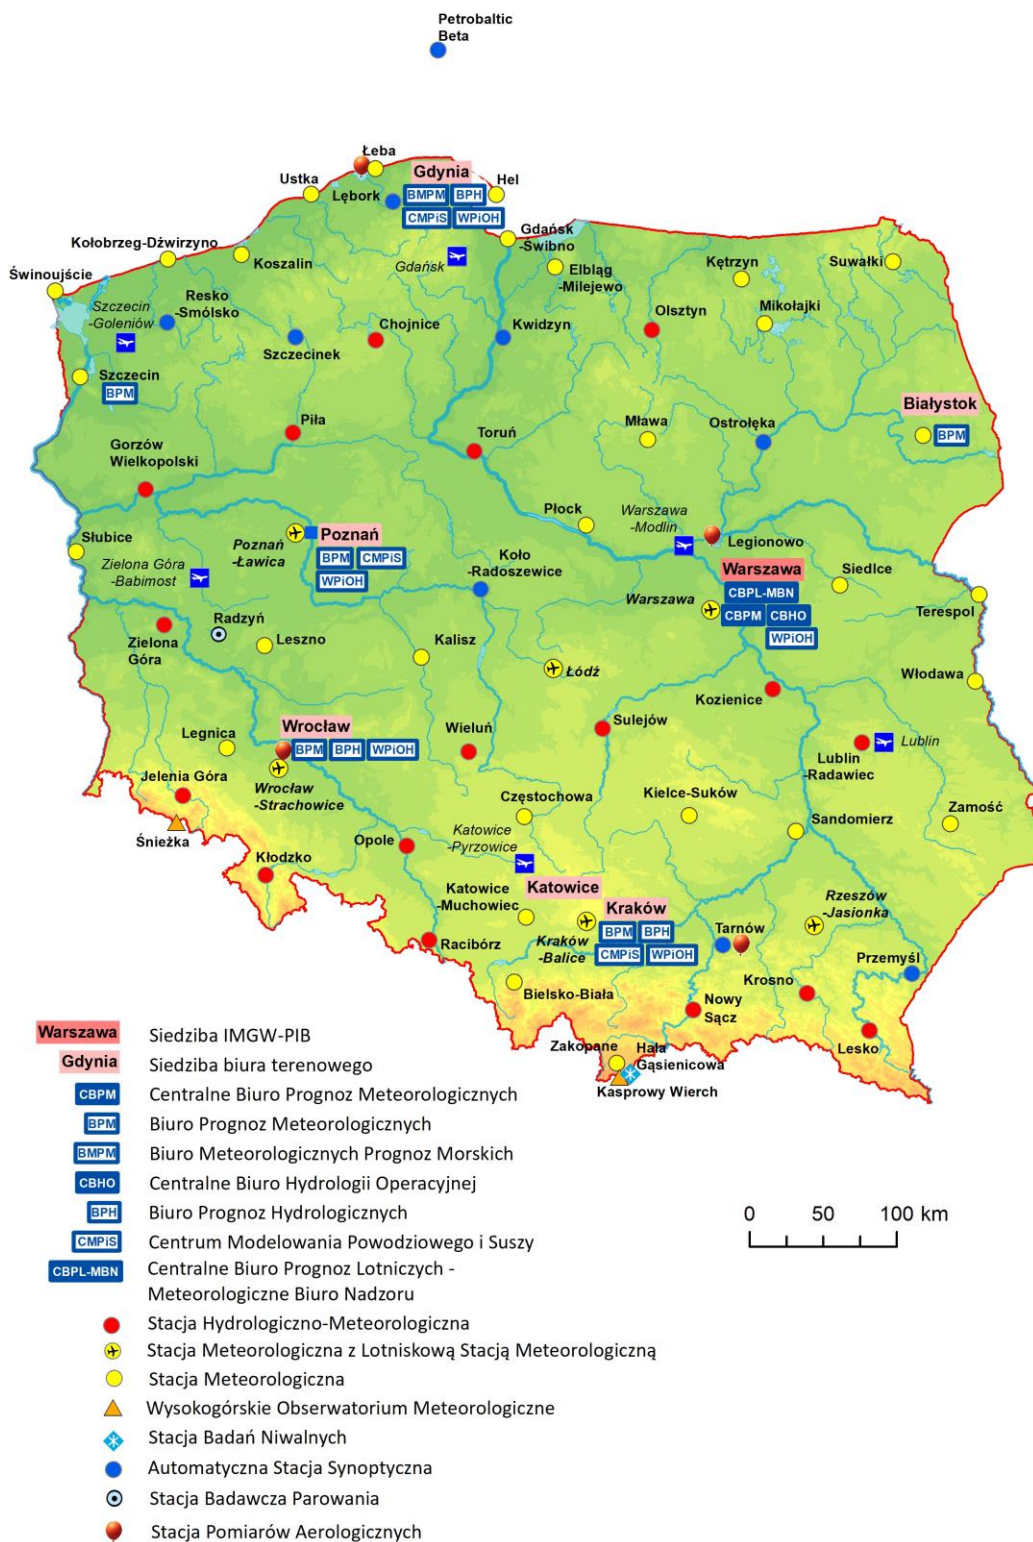 Petrobaltic
Beta
Łeba
Gdynia
Ustka
Lębork
BMPM
BPH
Hel
CMPiS
WPiOH
Kołobrzeg-Dźwirzyno
Koszalin
Gdańsk
Gdańsk
-Świbno
Elbląg
-Milejewo
Kętrzyn
Suwałki
Świnoujście
Szczecin
-Goleniów
Resko
-Smólsko
Szczecinek
Chojnice
Kwidzyn
Olsztyn
Mikołajki
Szczecin
BPM
Białystok
BPM
Piła
Toruń
Mława
Ostrołęka
Gorzów
Wielkopolski
Płock
Warszawa
-Modlin
Legionowo
Słubice
Poznań
-Ławica
Poznań
BPM
CMPiS
WPiOH
Koło
-Radoszewice
Zielona Góra
-Babimost
Warszawa
Siedlce
CBPL-MBN
Warszawa
CBPM
CBHO
WPiOH
Terespol
Radzyń
Zielona
Góra
Leszno
Kalisz
Łódź
Włodawa
Kozienice
Wrocław
BPM
BPH
WPiOH
Legnica
Wieluń
Sulejów
Lublin
Lublin
-Radawiec
Jelenia Góra
Wrocław
-Strachowice
Częstochowa
Kielce-Suków
Sandomierz
Zamość
Śnieżka
Opole
Katowice
-Pyrzowice
Kłodzko
Katowice
Katowice
-Muchowiec
Kraków
BPM
BPH
CMPiS
WPiOH
Kraków
-Balice
Rzeszów
-Jasionka
Tarnów
Racibórz
Przemyśl
Bielsko-Biała
Krosno
Nowy
Sącz
Lesko
Zakopane
Hala
Gąsienicowa
Kasprowy Wierch
Warszawa Siedziba IMGW-PIB
Gdynia Siedziba biura terenowego
CBPM Centralne Biuro Prognoz Meteorologicznych
BPM Biuro Prognoz Meteorologicznych
BMPM Biuro Meteorologicznych Prognoz Morskich
CBHO Centralne Biuro Hydrologii Operacyjnej
BPH Biuro Prognoz Hydrologicznych
CMPiS Centrum Modelowania Powodziowego i Suszy
CBPL-MBN Centralne Biuro Prognoz Lotniczych -
Meteorologiczne Biuro Nadzoru
0 50 100 km
Stacja Hydrologiczno-Meteorologiczna
Stacja Meteorologiczna z Lotniskową Stacją Meteorologiczną
Stacja Meteorologiczna
Wysokogórskie Obserwatorium Meteorologiczne
Stacja Badań Niwalnych
Automatyczna Stacja Synoptyczna
Stacja Badawcza Parowania
Stacja Pomiarów Aerologicznych